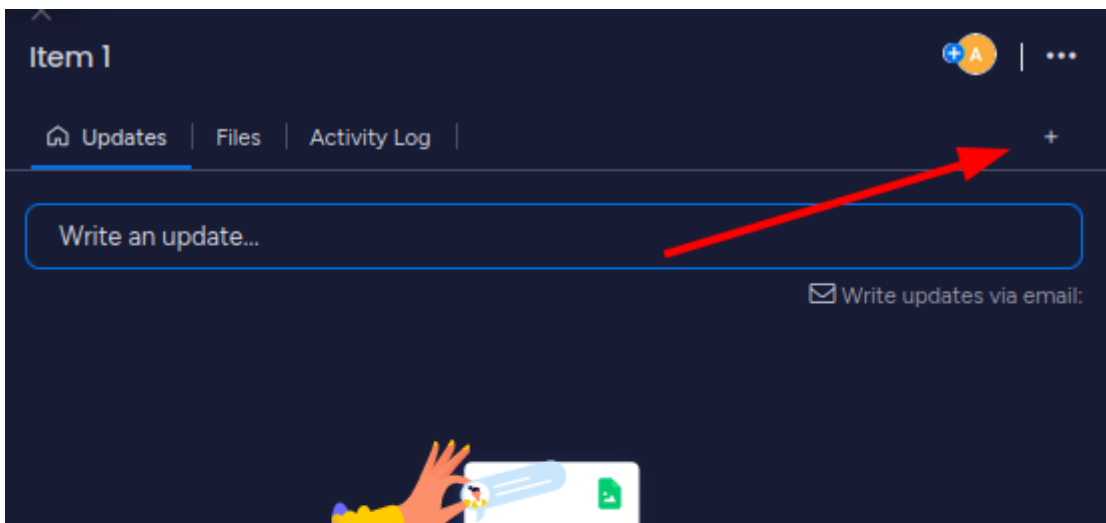 Item 1
A
Updates
Files
Activity Log
+
Write an update...
Write updates via email: